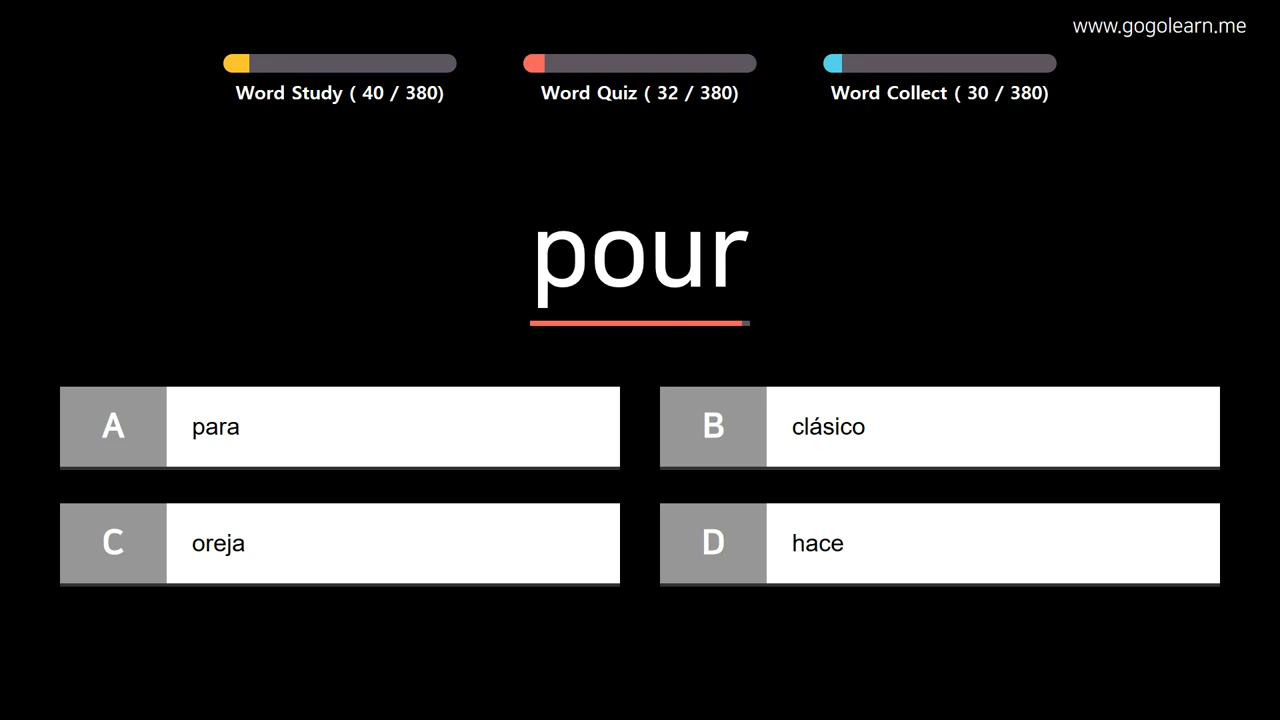 www.gogolearn.me
Word Study ( 40 / 380)
Word Quiz ( 32 / 380)
Word Collect ( 30 / 380)
pour
A para
B clásico
C oreja
D hace